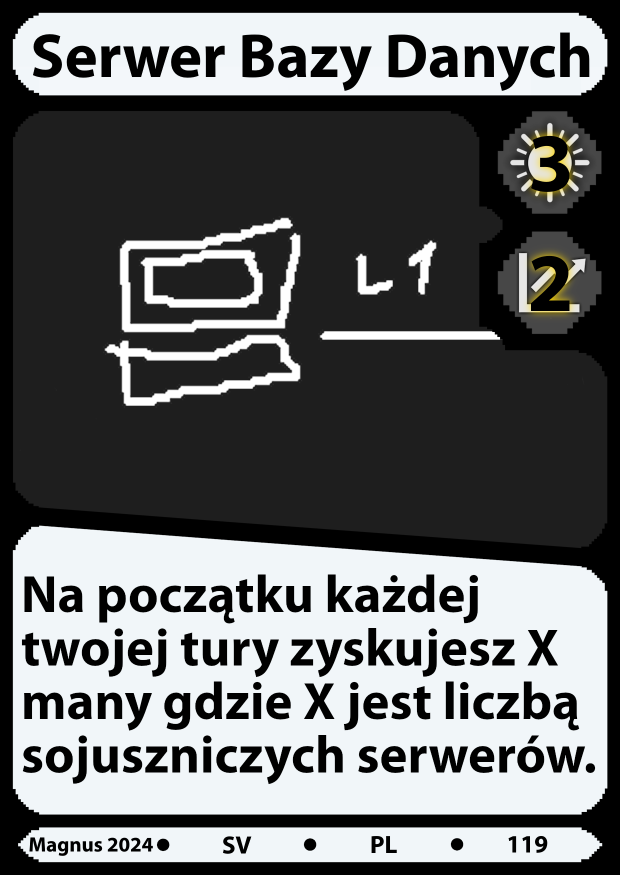 Serwer Bazy Danych
3
2
L 1
Na początku każdej
twojej tury zyskujesz X
many gdzie X jest liczbą
sojuszniczych serwerów.
Magnus 2024 ● SV ● PL ● 119